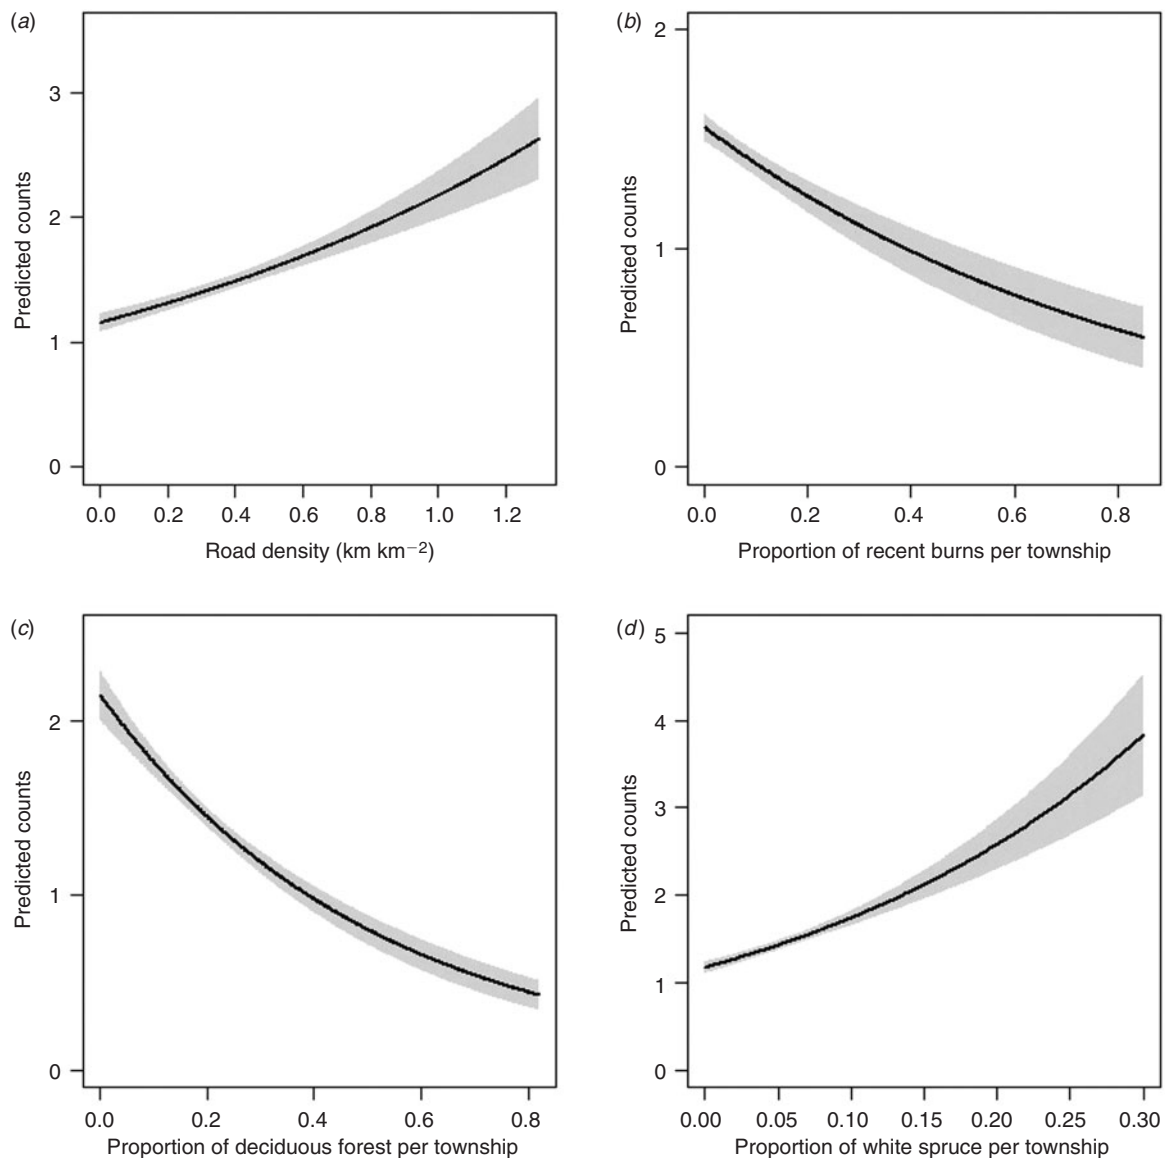 (a)
3
2
1
0
Predicted counts
0.0 0.2 0.4 0.6 0.8 1.0 1.2
Road density (km km−2)
(b)
2
1
0
Predicted counts
0.0 0.2 0.4 0.6 0.8
Proportion of recent burns per township
(c)
2
1
0
Predicted counts
0.0 0.2 0.4 0.6 0.8
Proportion of deciduous forest per township
(d)
5
4
3
2
1
0
Predicted counts
0.00 0.05 0.10 0.15 0.20 0.25 0.30
Proportion of white spruce per township